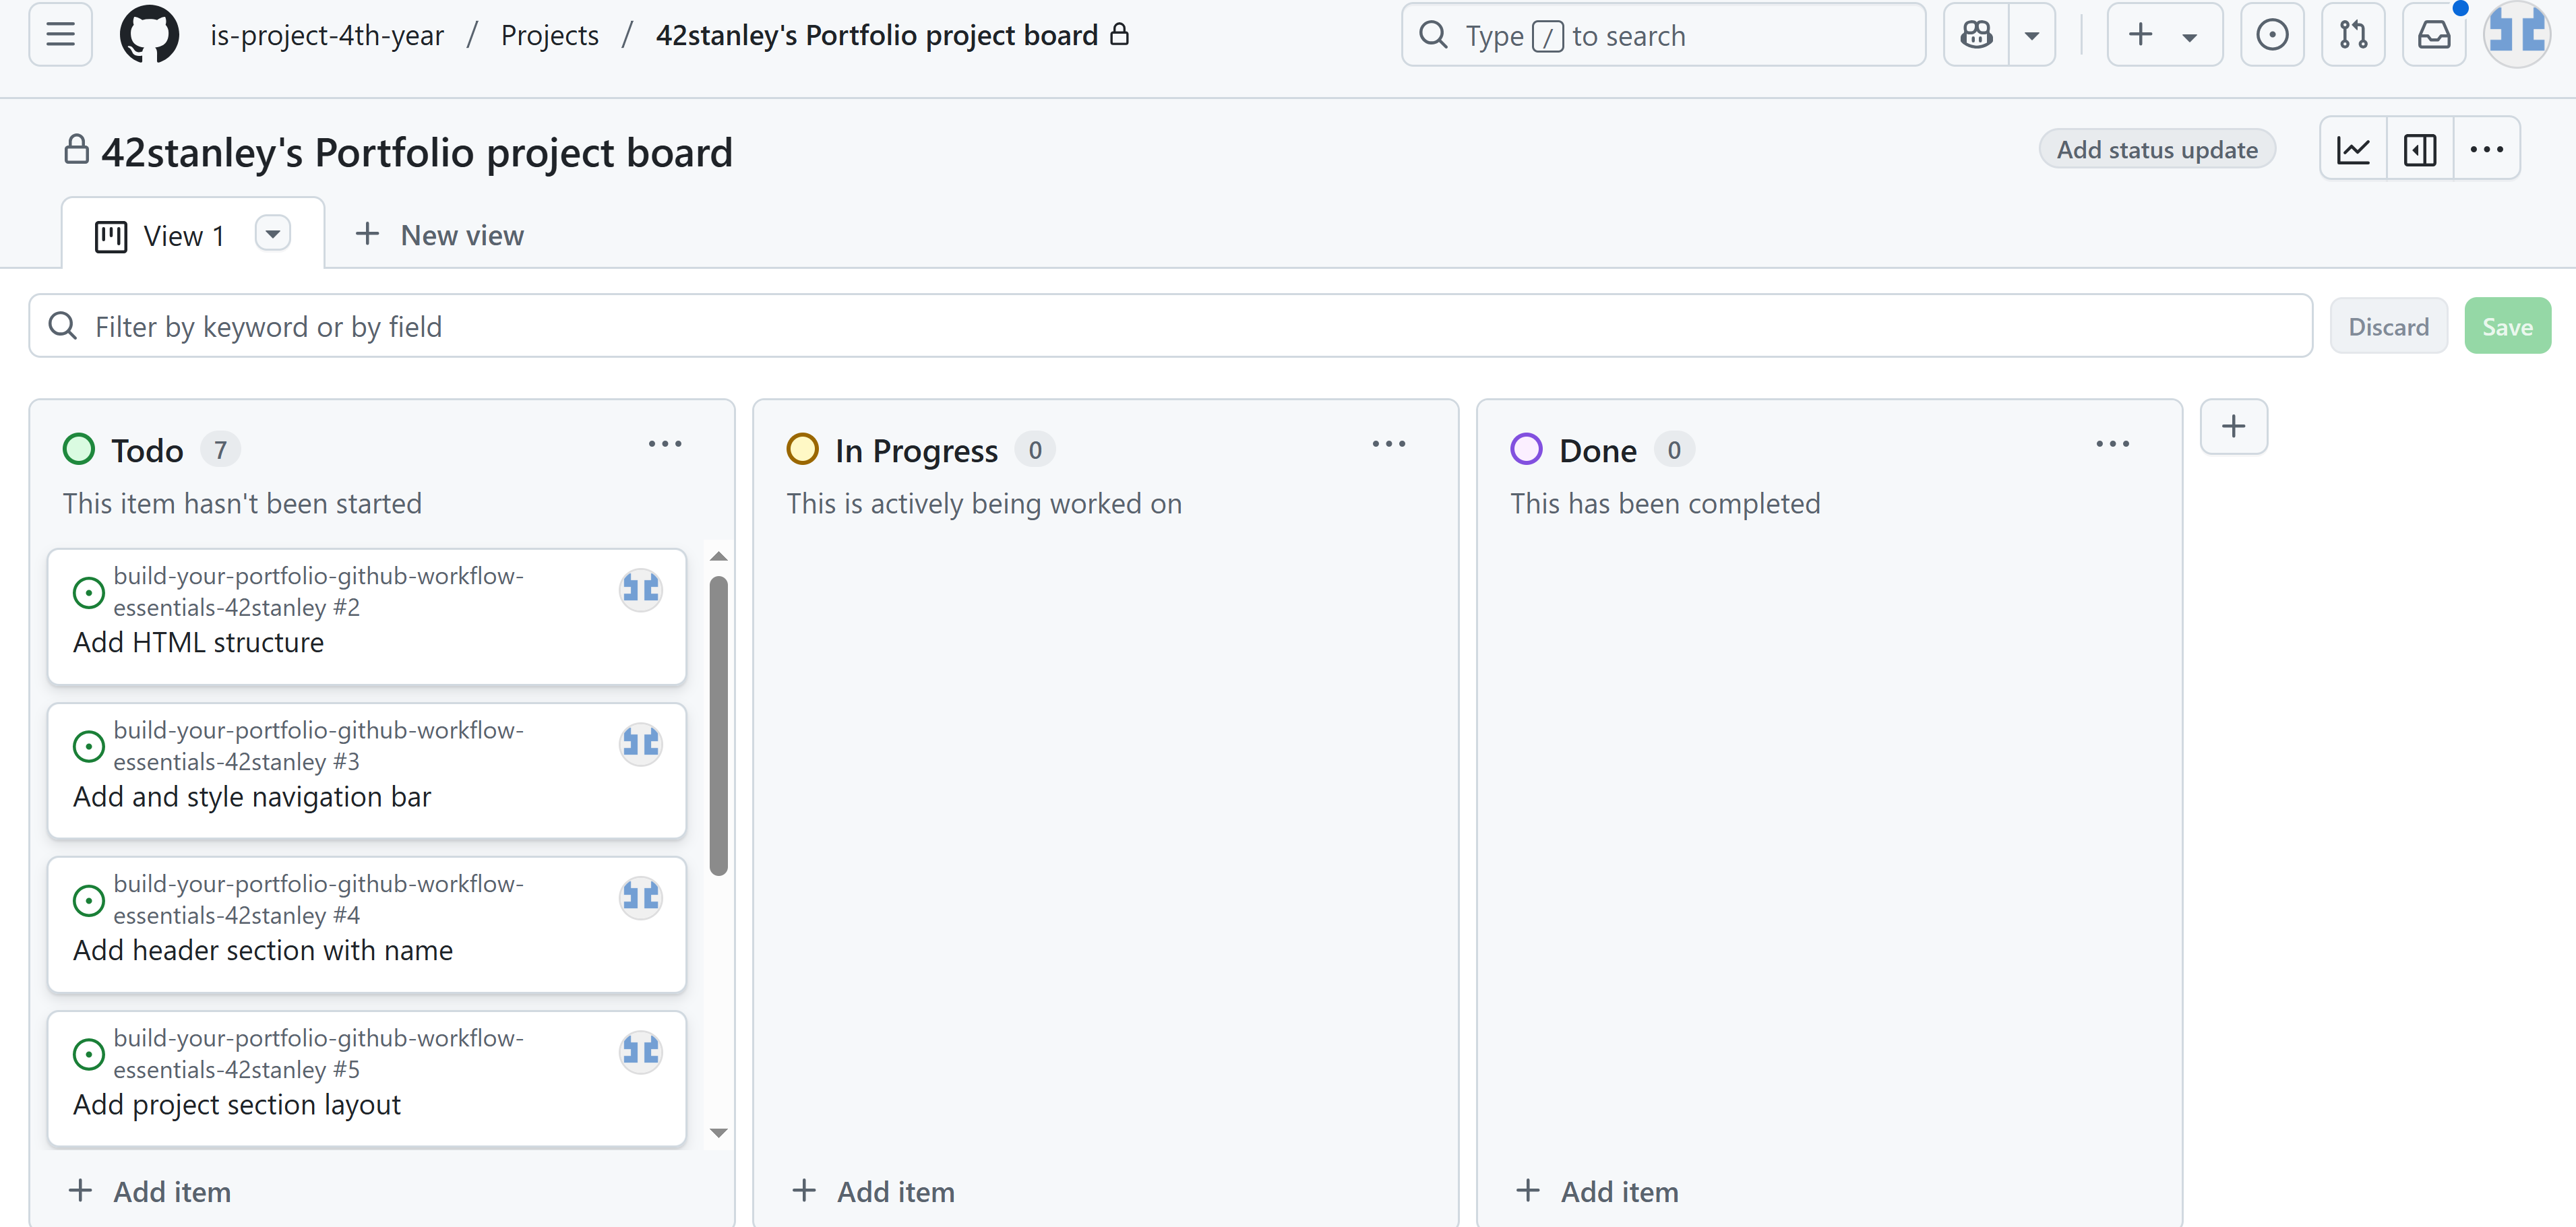 is-project-4th-year / Projects / 42stanley's Portfolio project board
Type / to search
42stanley's Portfolio project board
Add status update
View 1
New view
Filter by keyword or by field
Discard
Save
Todo 7
This item hasn't been started
build-your-portfolio-github-workflow-
essentials-42stanley #2
Add HTML structure
build-your-portfolio-github-workflow-
essentials-42stanley #3
Add and style navigation bar
build-your-portfolio-github-workflow-
essentials-42stanley #4
Add header section with name
build-your-portfolio-github-workflow-
essentials-42stanley #5
Add project section layout
Add item
In Progress 0
This is actively being worked on
Add item
Done 0
This has been completed
Add item